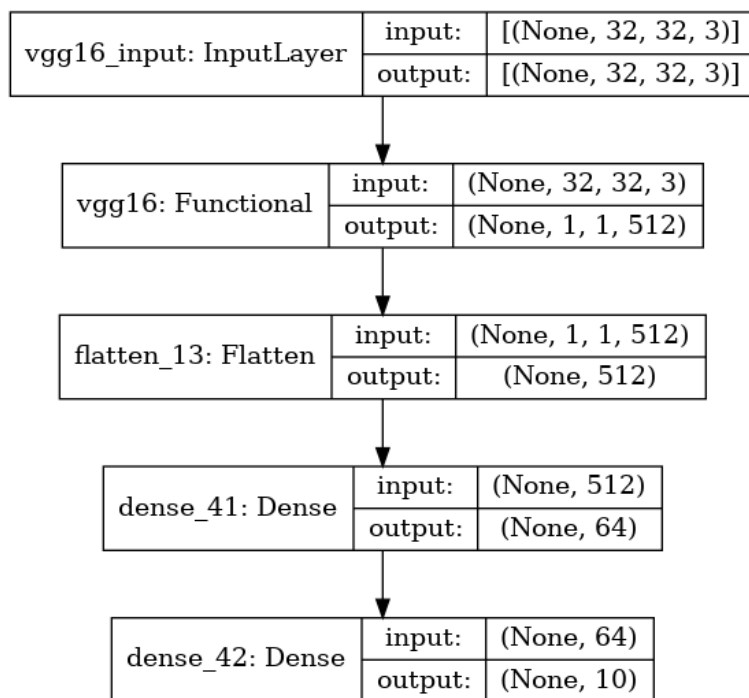 vgg16_input: InputLayer
input: [(None, 32, 32, 3)]
output: [(None, 32, 32, 3)]
vgg16: Functional
input: (None, 32, 32, 3)
output: (None, 1, 1, 512)
flatten_13: Flatten
input: (None, 1, 1, 512)
output: (None, 512)
dense_41: Dense
input: (None, 512)
output: (None, 64)
dense_42: Dense
input: (None, 64)
output: (None, 10)